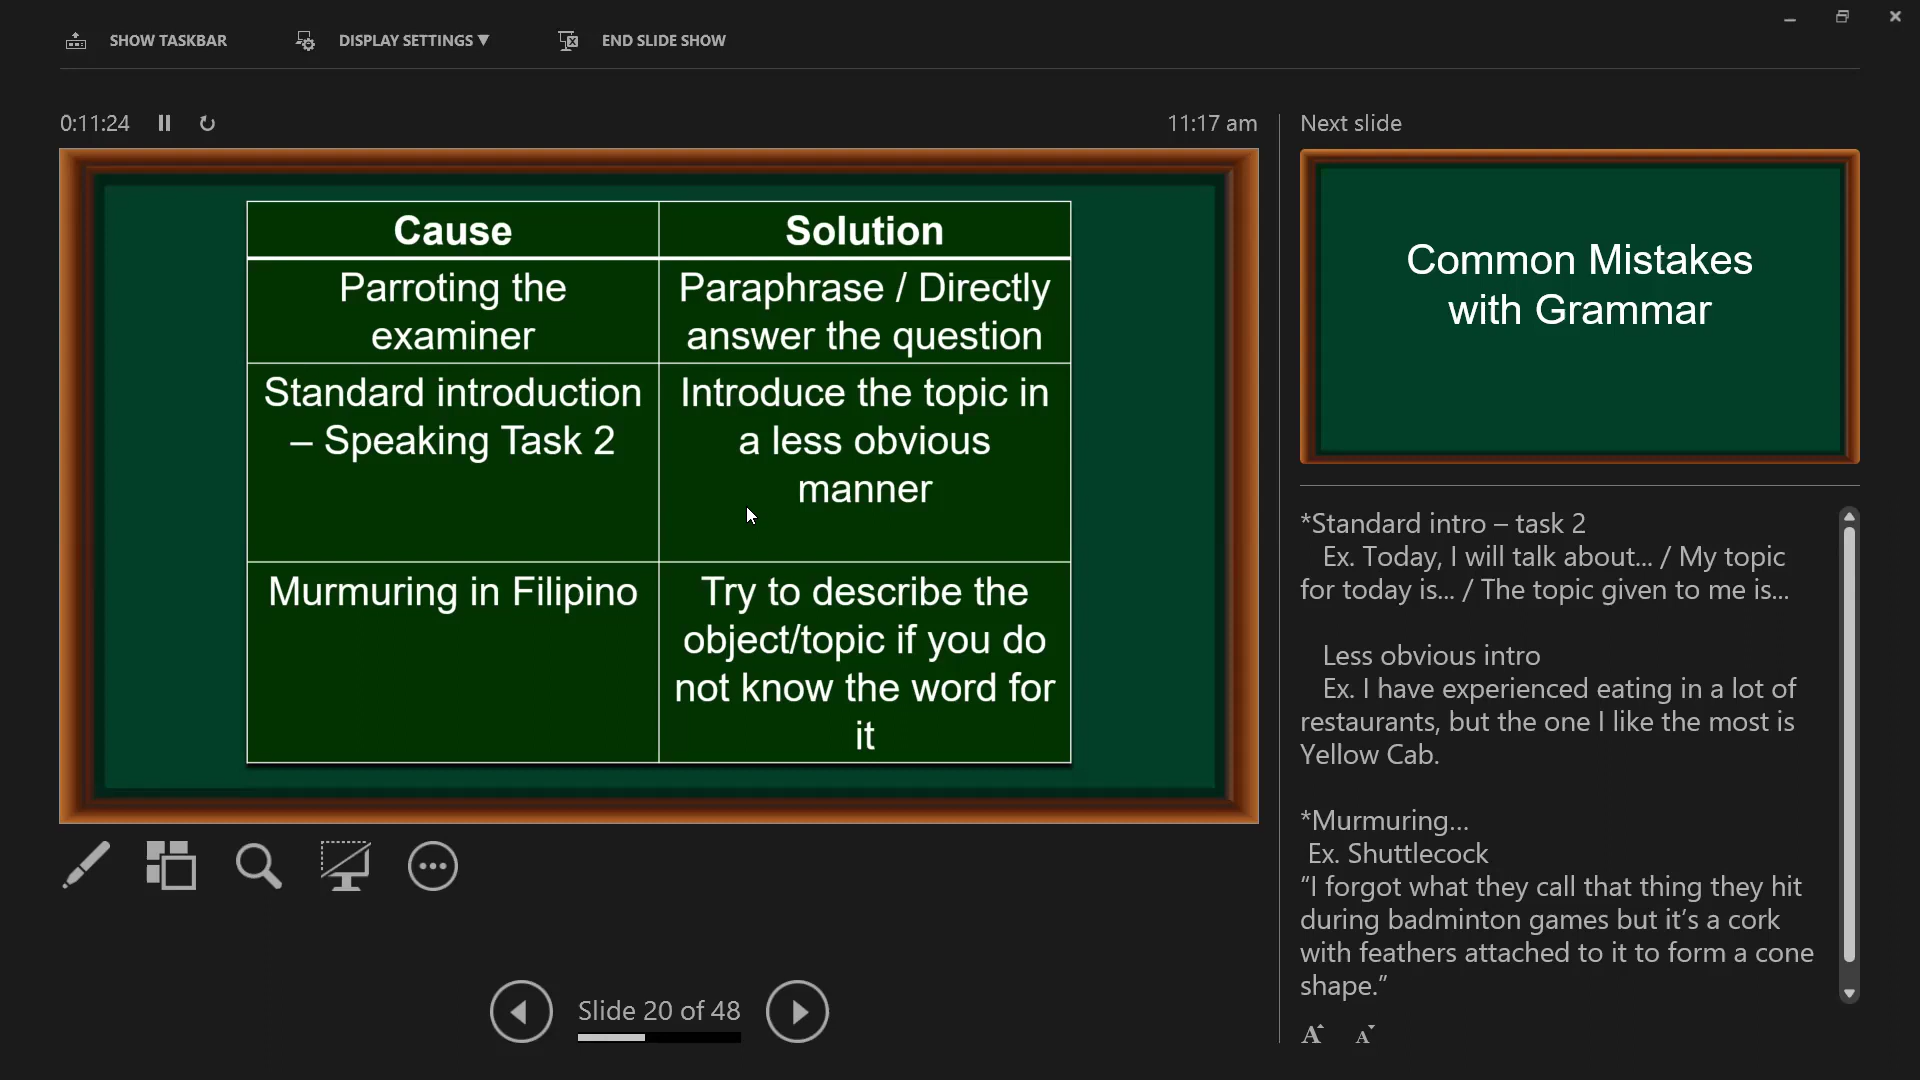 SHOW TASKBAR
DISPLAY SETTINGS ▼
END SLIDE SHOW
0:11:24
11:17 am
Next slide
Cause
Solution
Parroting the
examiner
Paraphrase / Directly
answer the question
Standard introduction
– Speaking Task 2
Introduce the topic in
a less obvious
manner
Murmuring in Filipino
Try to describe the
object/topic if you do
not know the word for
it
Slide 20 of 48
Common Mistakes
with Grammar
*Standard intro – task 2
Ex. Today, I will talk about... / My topic
for today is... / The topic given to me is...
Less obvious intro
Ex. I have experienced eating in a lot of
restaurants, but the one I like the most is
Yellow Cab.
*Murmuring...
Ex. Shuttlecock
“I forgot what they call that thing they hit
during badminton games but it’s a cork
with feathers attached to it to form a cone
shape.”
A A